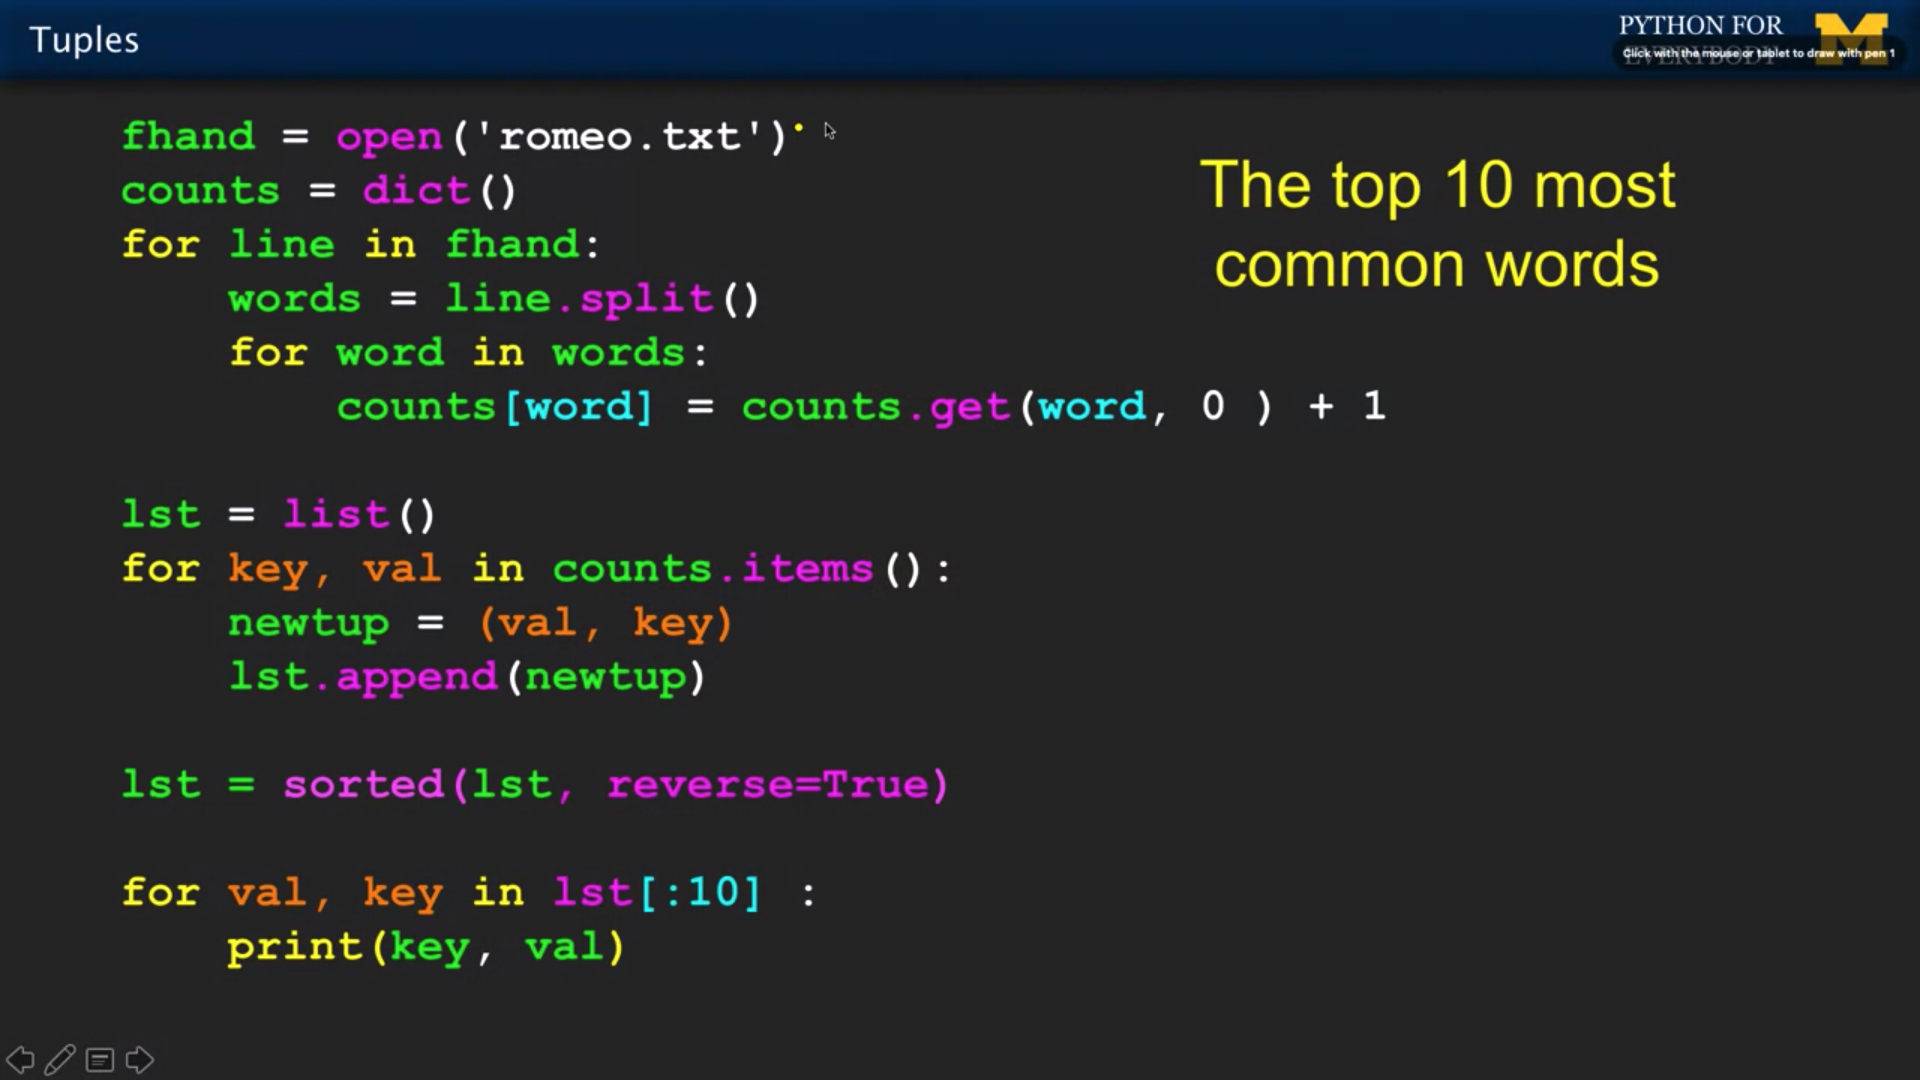 Tuples
PYTHON FOR
EVERYBODY
Click with the mouse or tablet to draw with pen 1
fhand = open('romeo.txt')
counts = dict()
for line in fhand:
    words = line.split()
    for word in words:
        counts[word] = counts.get(word, 0 ) + 1
The top 10 most
common words
lst = list()
for key, val in counts.items():
    newtup = (val, key)
    lst.append(newtup)
lst = sorted(lst, reverse=True)
for val, key in lst[:10] :
    print(key, val)